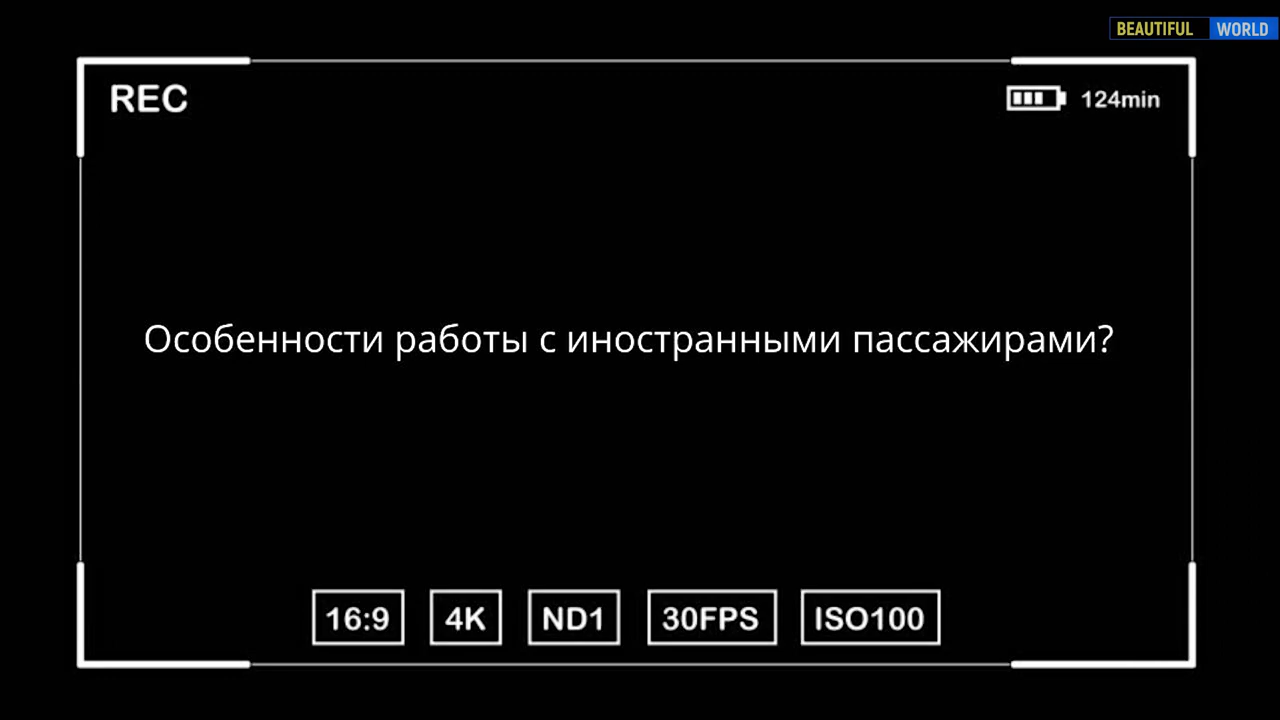 BEAUTIFUL WORLD
REC
124min
Особенности работы с иностранными пассажирами?
16:9 4K ND1 30FPS ISO100